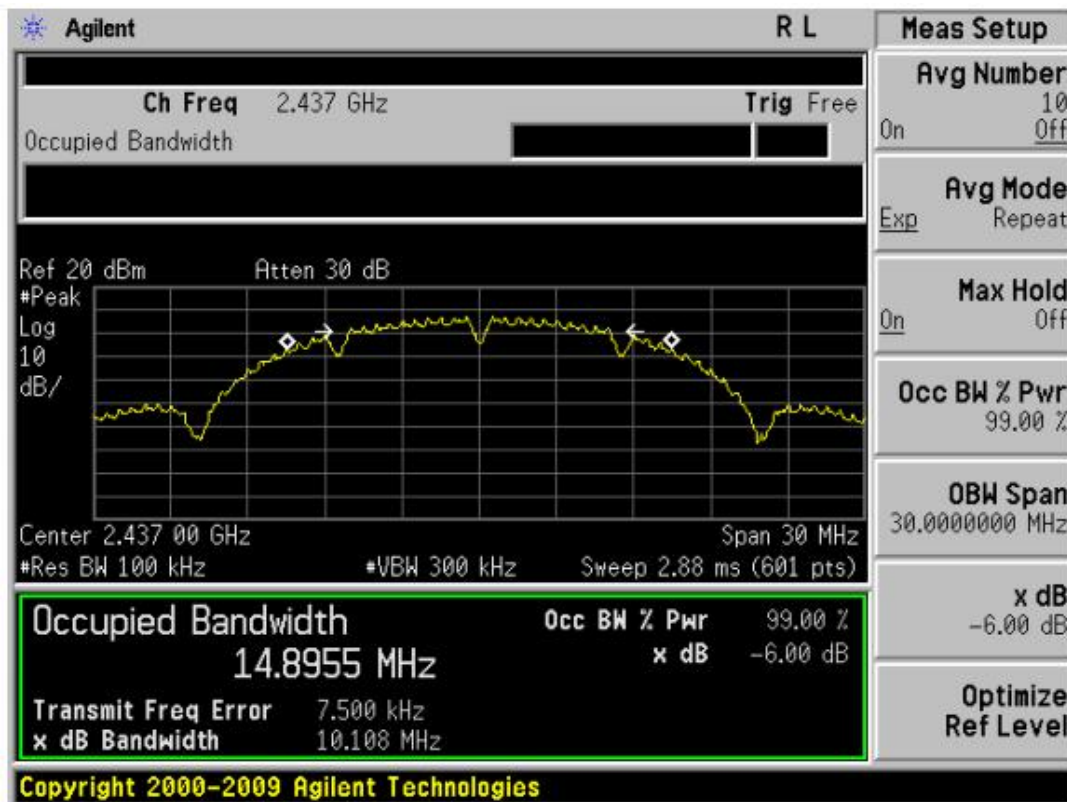 Agilent R L
Ch Freq 2.437 GHz Trig Free
Occupied Bandwidth
Ref 20 dBm Atten 30 dB
#Peak
Log
10
dB/
Center 2.437 00 GHz Span 30 MHz
#Res BW 100 kHz #VBW 300 kHz Sweep 2.88 ms (601 pts)
Occupied Bandwidth Occ BW % Pwr 99.00 %
14.8955 MHz x dB -6.00 dB
Transmit Freq Error 7.500 kHz
x dB Bandwidth 10.108 MHz
Copyright 2000-2009 Agilent Technologies
Meas Setup
Avg Number
10
On Off
Avg Mode
Exp Repeat
Max Hold
On Off
Occ BW % Pwr
99.00 %
OBW Span
30.0000000 MHz
x dB
-6.00 dB
Optimize
Ref Level